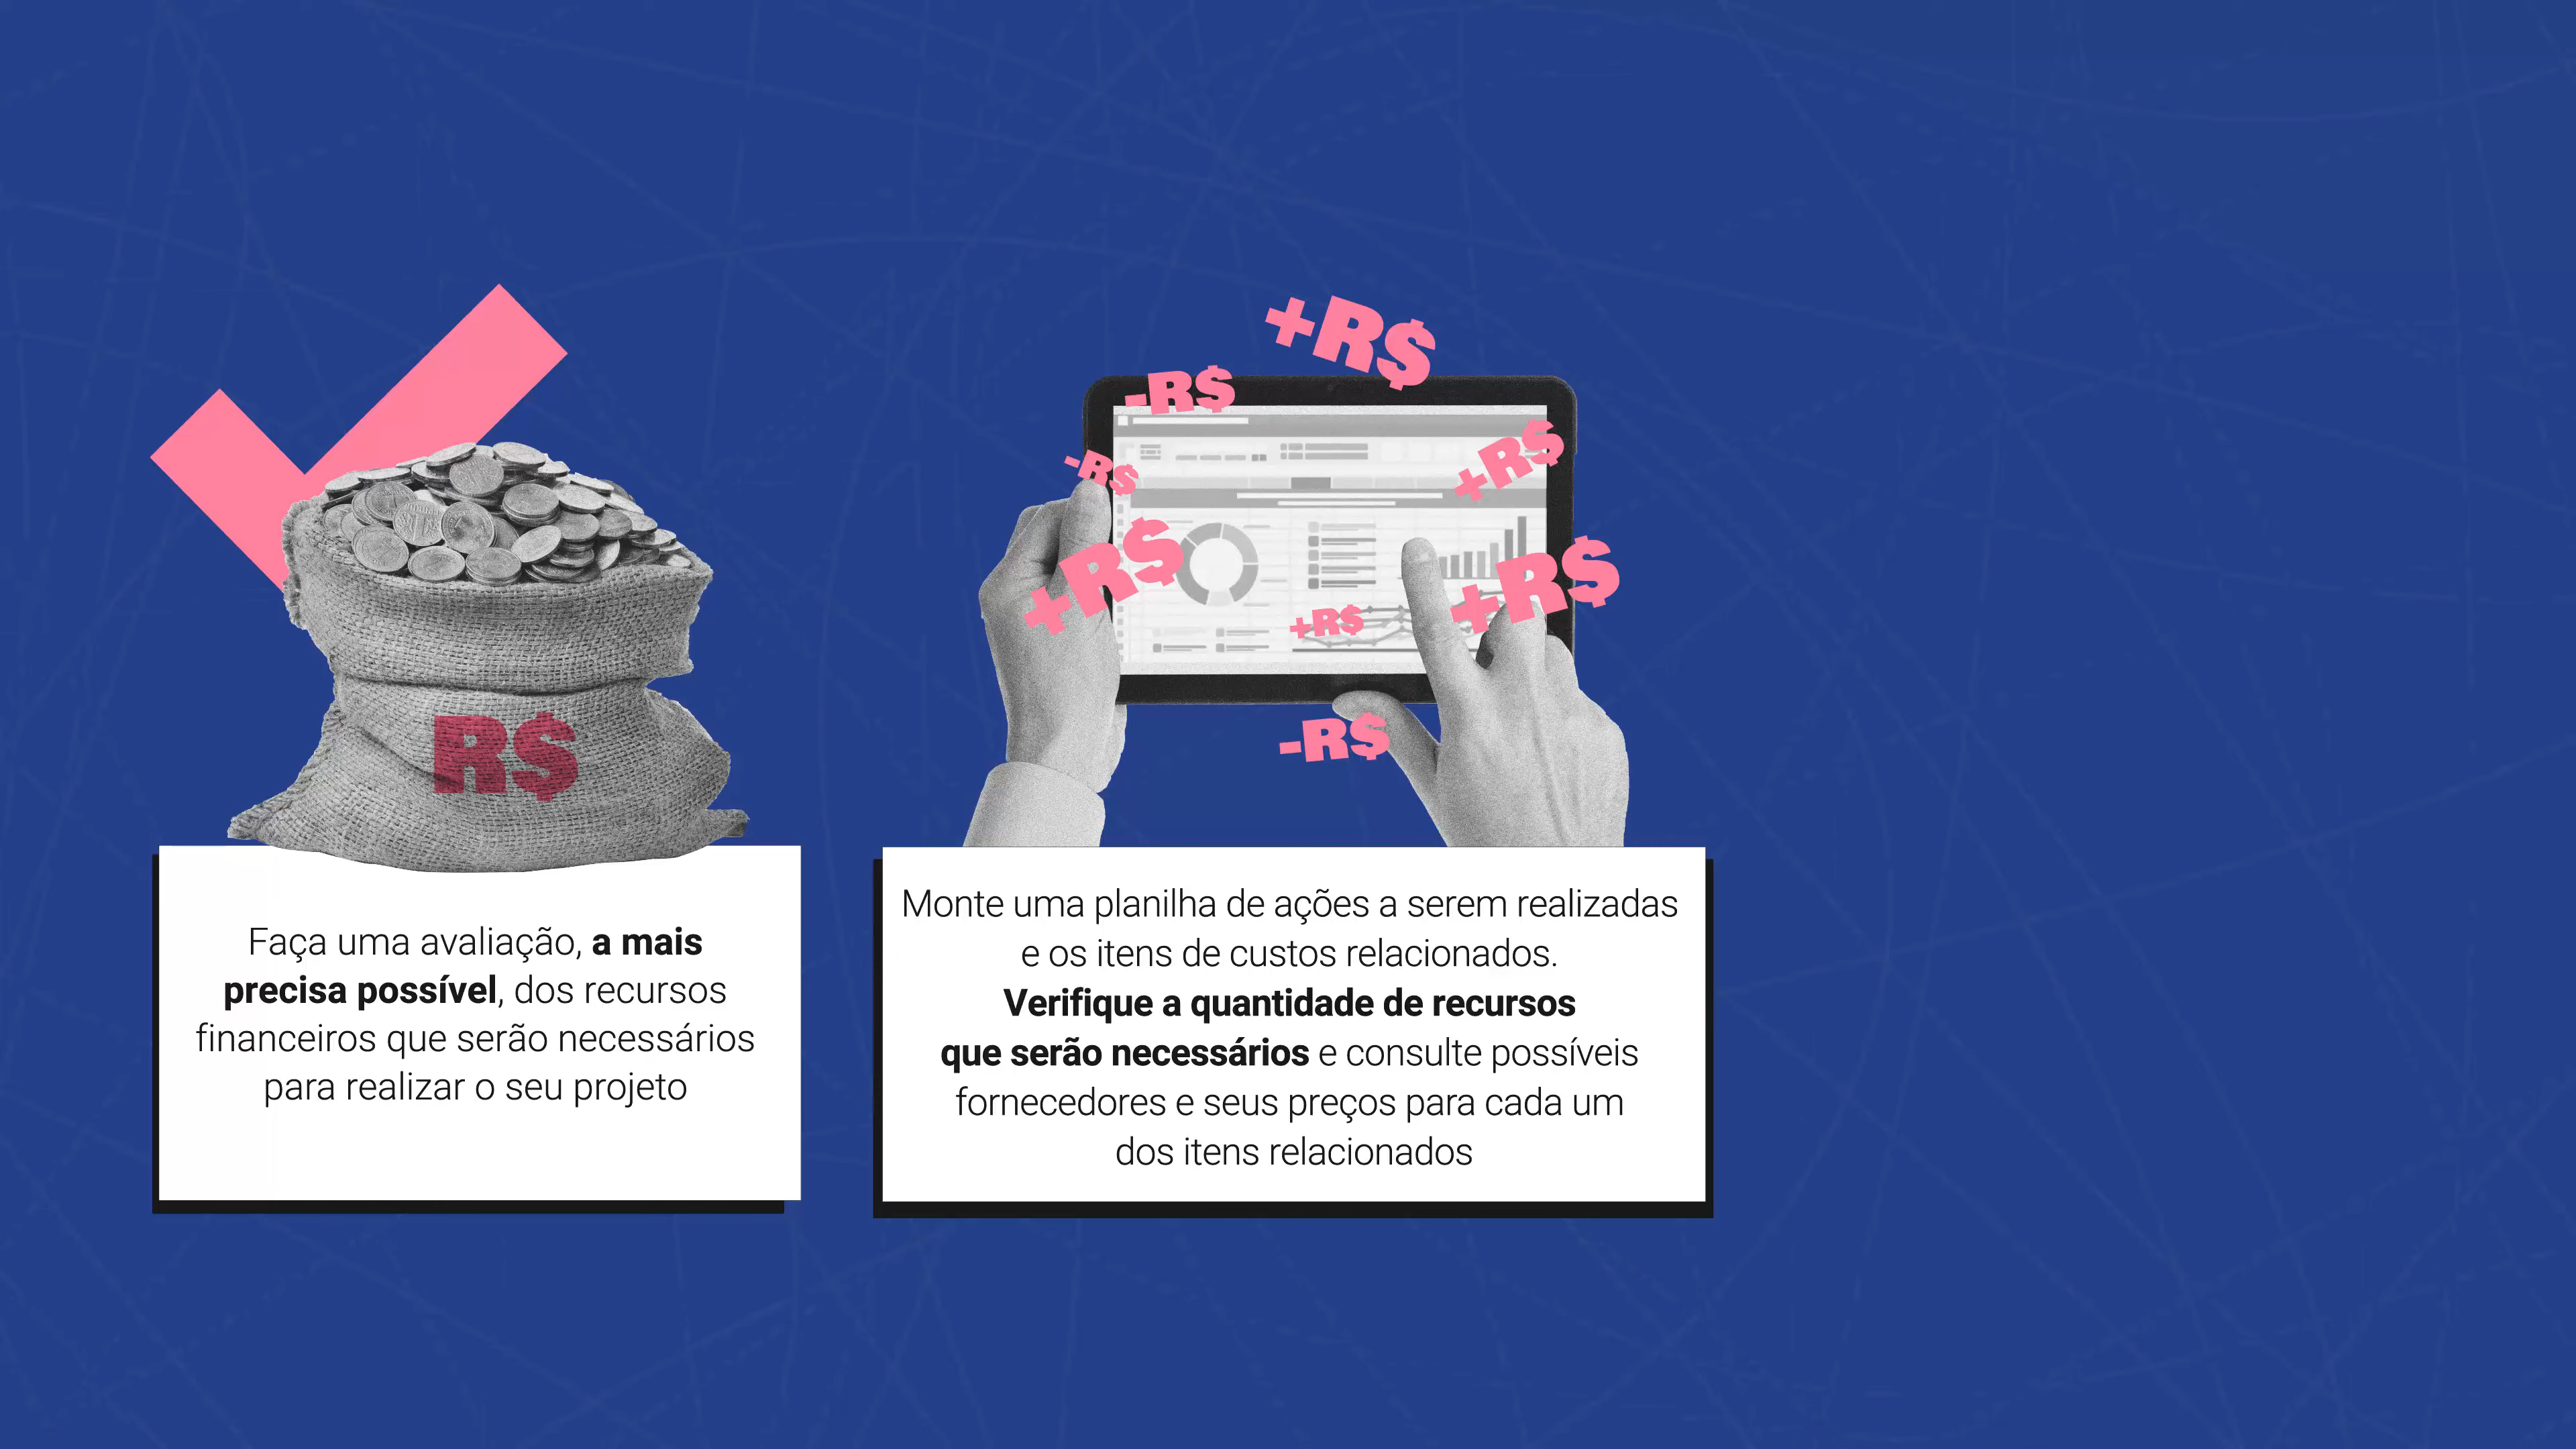 +R$
-R$
+R$
-R$
+R$
+R$
+R$
R$
-R$
Faça uma avaliação, a mais
precisa possível, dos recursos
financeiros que serão necessários
para realizar o seu projeto
Monte uma planilha de ações a serem realizadas
e os itens de custos relacionados.
Verifique a quantidade de recursos
que serão necessários e consulte possíveis
fornecedores e seus preços para cada um
dos itens relacionados